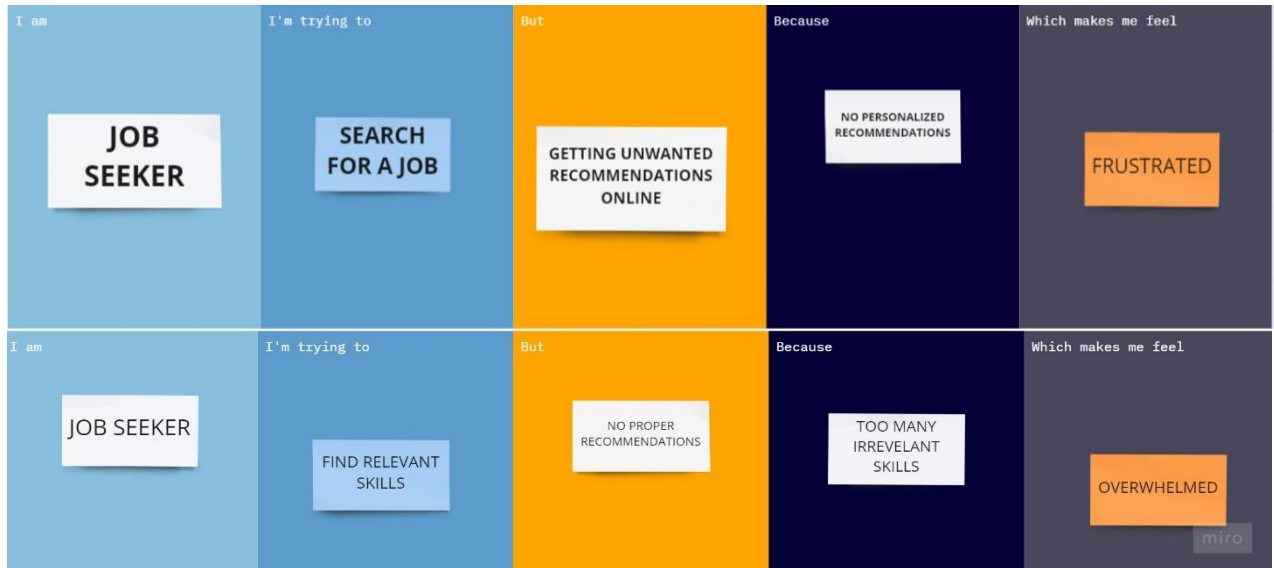 I am
I'm trying to
But
Because
Which makes me feel
JOB
SEEKER
SEARCH
FOR A JOB
GETTING UNWANTED
RECOMMENDATIONS
ONLINE
NO PERSONALIZED
RECOMMENDATIONS
FRUSTRATED
I am
I'm trying to
But
Because
Which makes me feel
JOB SEEKER
FIND RELEVANT
SKILLS
NO PROPER
RECOMMENDATIONS
TOO MANY
IRREVELANT
SKILLS
OVERWHELMED
miro